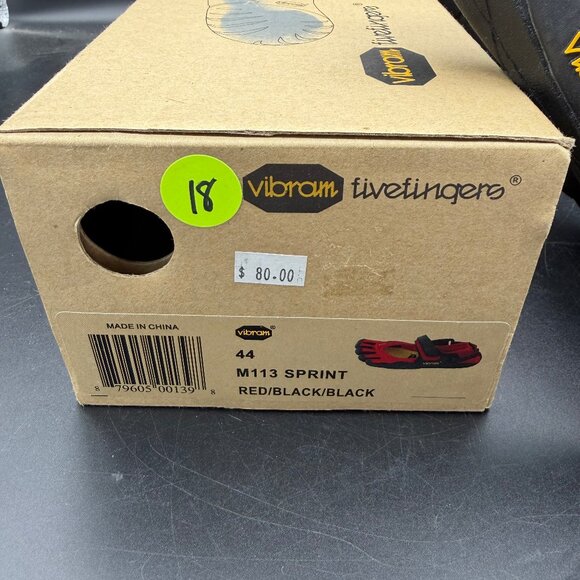 vibram fivefingers
18
vibram fivefingers®
$ 80.00
MADE IN CHINA
vibram®
44
M113 SPRINT
RED/BLACK/BLACK
8 79605 00139 8